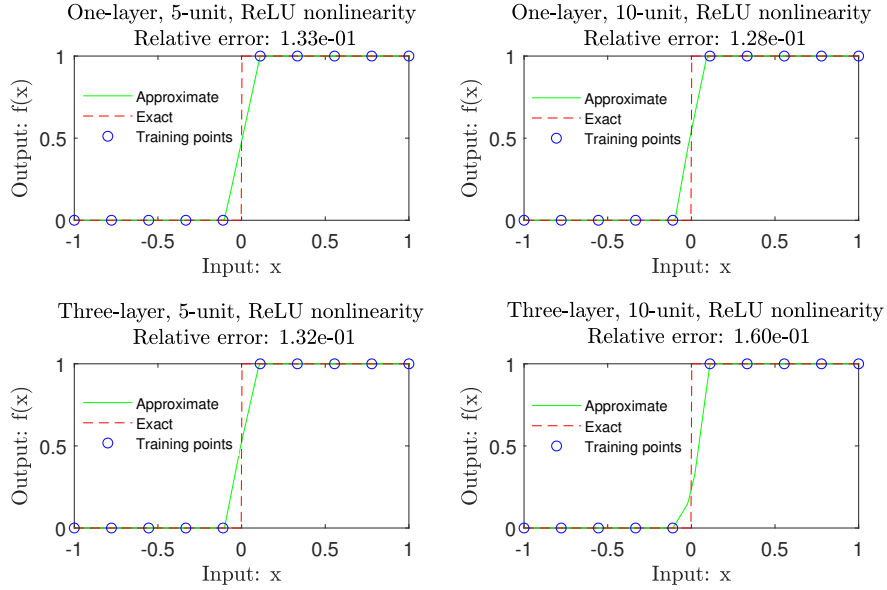 One-layer, 5-unit, ReLU nonlinearity
Relative error: 1.33e-01
1
0.5
0
Output: f(x)
Approximate
Exact
Training points
-1 -0.5 0 0.5 1
Input: x
One-layer, 10-unit, ReLU nonlinearity
Relative error: 1.28e-01
1
0.5
0
Output: f(x)
Approximate
Exact
Training points
-1 -0.5 0 0.5 1
Input: x
Three-layer, 5-unit, ReLU nonlinearity
Relative error: 1.32e-01
1
0.5
0
Output: f(x)
Approximate
Exact
Training points
-1 -0.5 0 0.5 1
Input: x
Three-layer, 10-unit, ReLU nonlinearity
Relative error: 1.60e-01
1
0.5
0
Output: f(x)
Approximate
Exact
Training points
-1 -0.5 0 0.5 1
Input: x